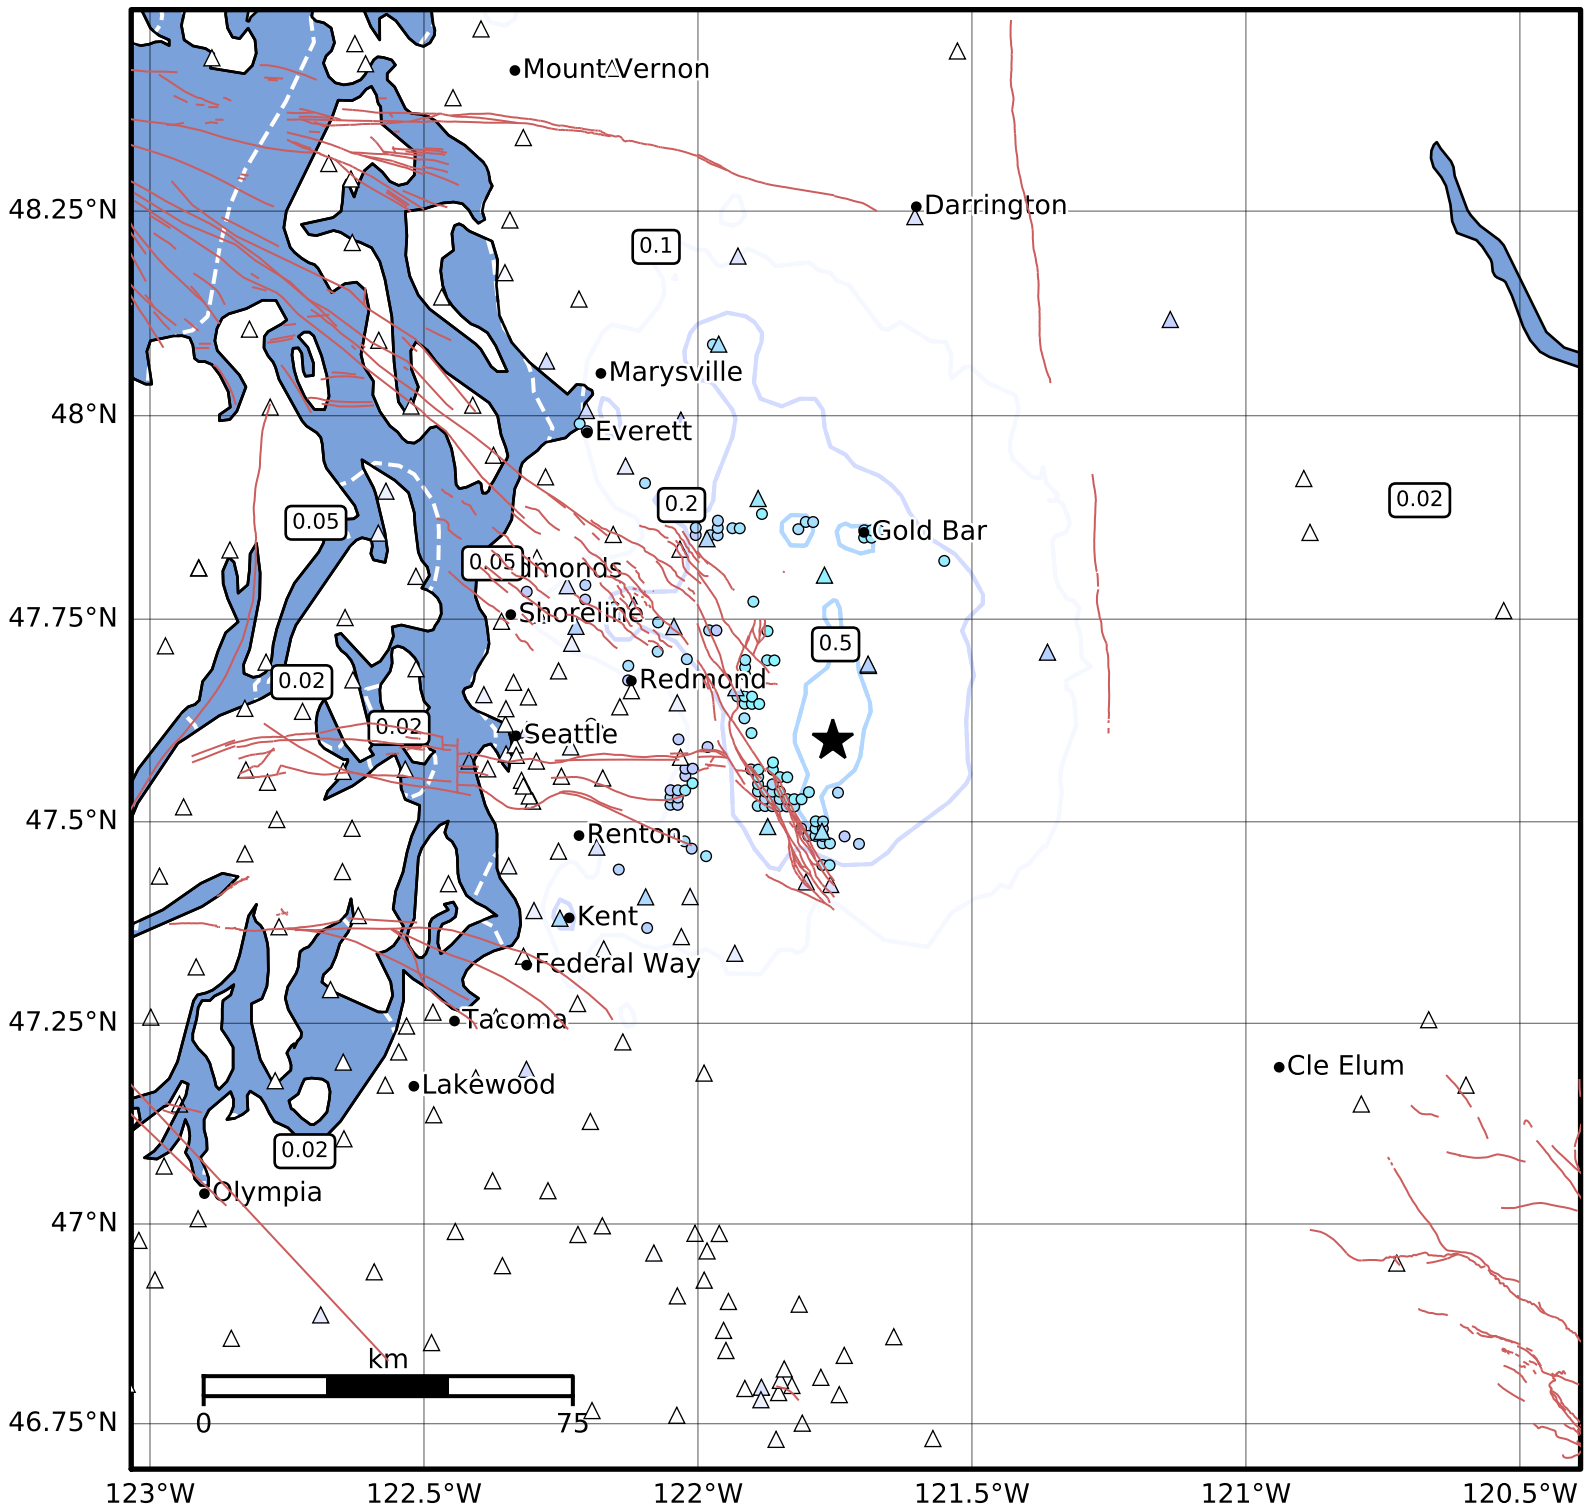 Mount Vernon
48.25°N
Darrington
0.1
Marysville
48°N
Everett
0.2
0.02
0.05
Gold Bar
0.05
dmonds
47.75°N
Shoreline
0.5
0.02
Redmond
0.02
Seattle
47.5°N
Renton
Kent
Federal Way
47.25°N
Tacoma
Cle Elum
Lakewood
0.02
Olympia
47°N
km
0
75
46.75°N
123°W
122.5°W
122°W
121.5°W
121°W
120.5°W